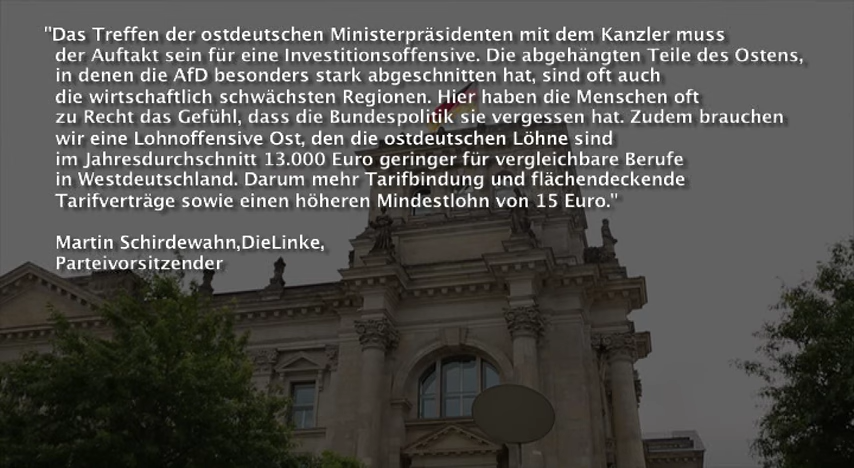 "Das Treffen der ostdeutschen Ministerpräsidenten mit dem Kanzler muss
der Auftakt sein für eine Investitionsoffensive. Die abgehängten Teile des Ostens,
in denen die AfD besonders stark abgeschnitten hat, sind oft auch
die wirtschaftlich schwächsten Regionen. Hier haben die Menschen oft
zu Recht das Gefühl, dass die Bundespolitik sie vergessen hat. Zudem brauchen
wir eine Lohnoffensive Ost, den die ostdeutschen Löhne sind
im Jahresdurchschnitt 13.000 Euro geringer für vergleichbare Berufe
in Westdeutschland. Darum mehr Tarifbindung und flächendeckende
Tarifverträge sowie einen höheren Mindestlohn von 15 Euro."
Martin Schirdewahn,DieLinke,
Parteivorsitzender